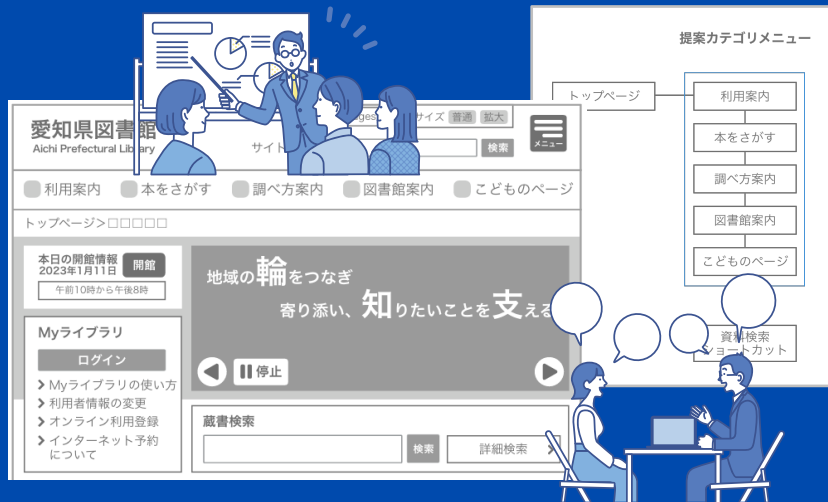 提案カテゴリメニュー
トップページ
利用案内
本をさがす
調べ方案内
図書館案内
こどものページ
資料検索
ショートカット
愛知県図書館
Aichi Prefectural Library
サイズ 普通 拡大
サイト
検索
メニュー
利用案内 本をさがす 調べ方案内 図書館案内 こどものページ
トップページ>□□□□□
本日の開館情報
2023年1月11日
開館
午前10時から午後8時
地域の輪をつなぎ
寄り添い、知りたいことを支える
停止
Myライブラリ
ログイン
Myライブラリの使い方
利用者情報の変更
オンライン利用登録
インターネット予約
について
蔵書検索
検索
詳細検索